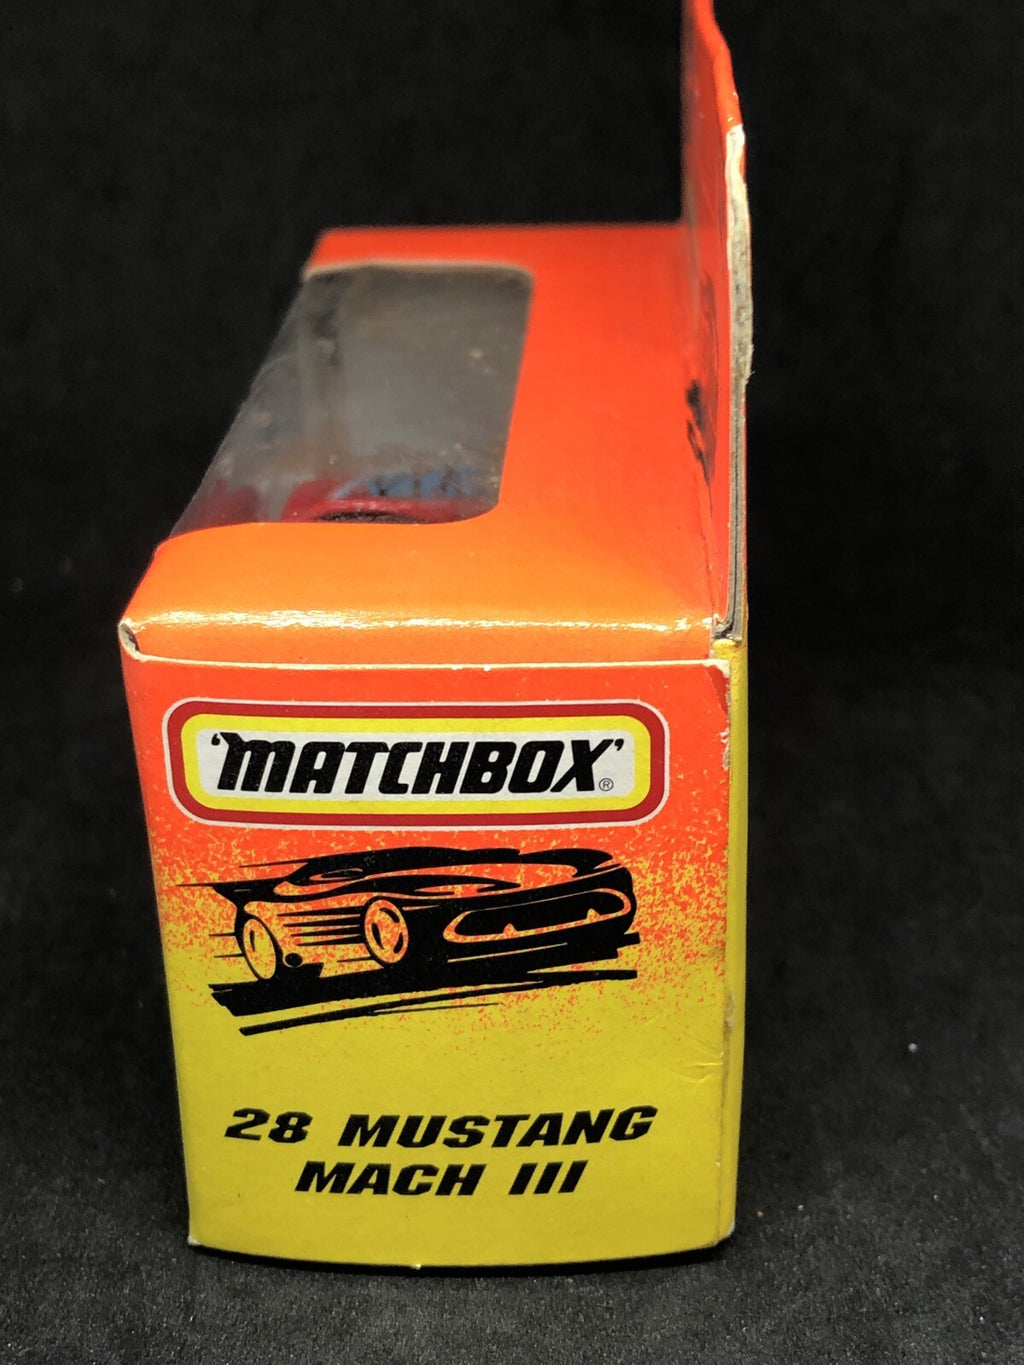 'MATCHBOX'®
28 MUSTANG
MACH III